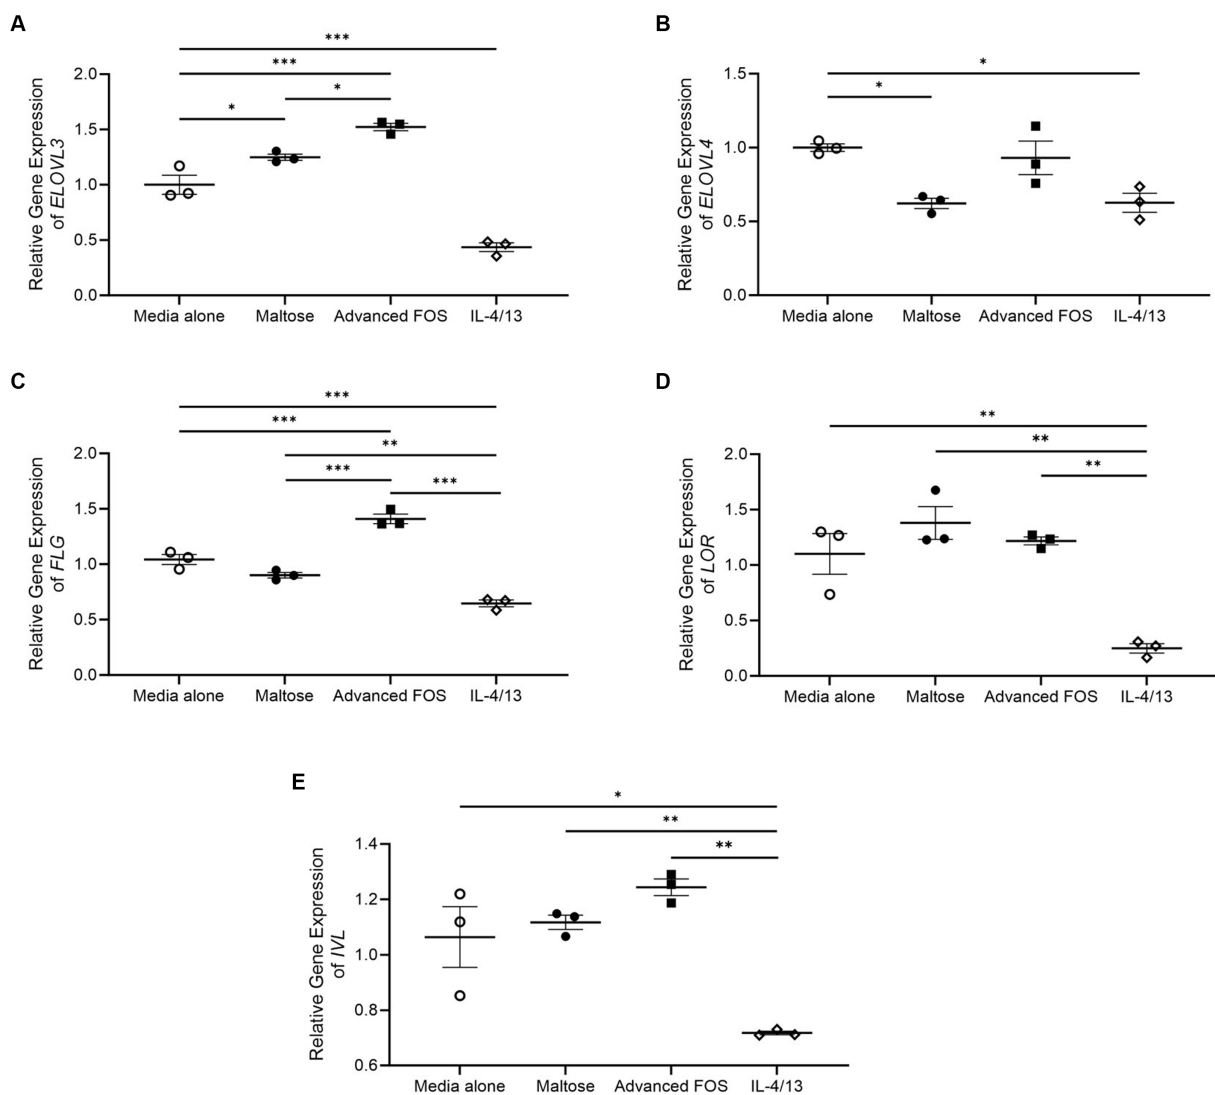 A
***
***
*
*
Relative Gene Expression
of ELOVL3
2.0
1.5
1.0
0.5
0.0
Media alone Maltose Advanced FOS IL-4/13
B
*
*
Relative Gene Expression
of ELOVL4
1.5
1.0
0.5
0.0
Media alone Maltose Advanced FOS IL-4/13
C
***
***
**
***
***
Relative Gene Expression
of FLG
2.0
1.5
1.0
0.5
0.0
Media alone Maltose Advanced FOS IL-4/13
D
**
**
**
Relative Gene Expression
of LOR
2.0
1.5
1.0
0.5
0.0
Media alone Maltose Advanced FOS IL-4/13
E
*
**
**
Relative Gene Expression
of IVL
1.4
1.2
1.0
0.8
0.6
Media alone Maltose Advanced FOS IL-4/13